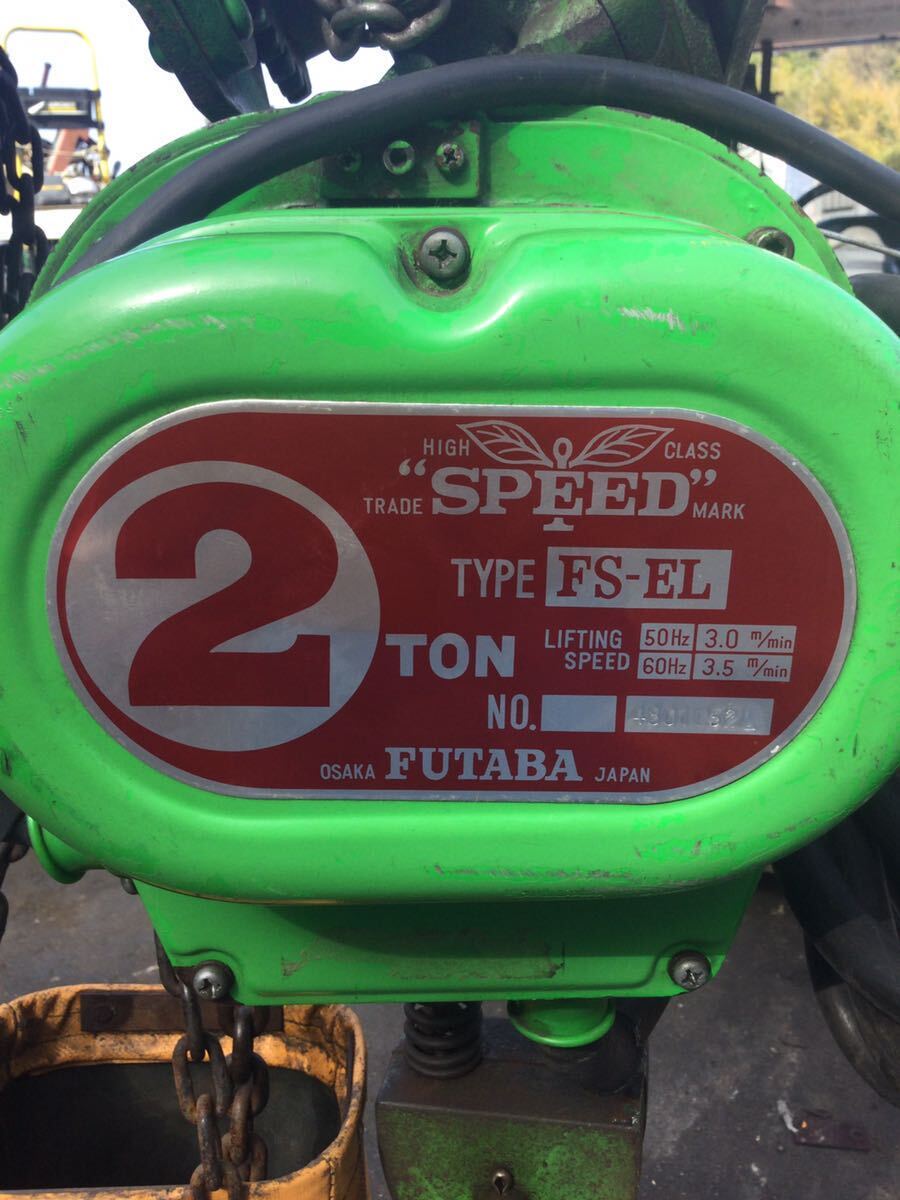 HIGH CLASS
TRADE "SPEED" MARK
TYPE FS-EL
2 TON
LIFTING SPEED
50Hz 3.0 m/min
60Hz 3.5 m/min
NO.
OSAKA FUTABA JAPAN